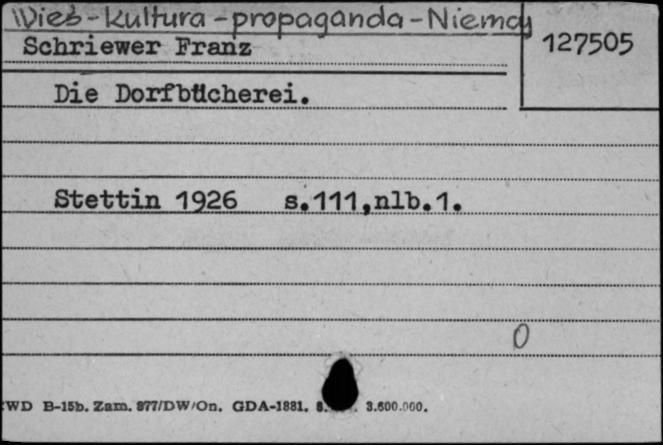 Wieś-kultura-propaganda-Niemcy
Schriewer Franz
127505
Die Dorfbücherei.
Stettin 1926 s.111,nlb.1.
0
WD B-15b. Zam. 977/DW/On. GDA-1881. 3.600.000.